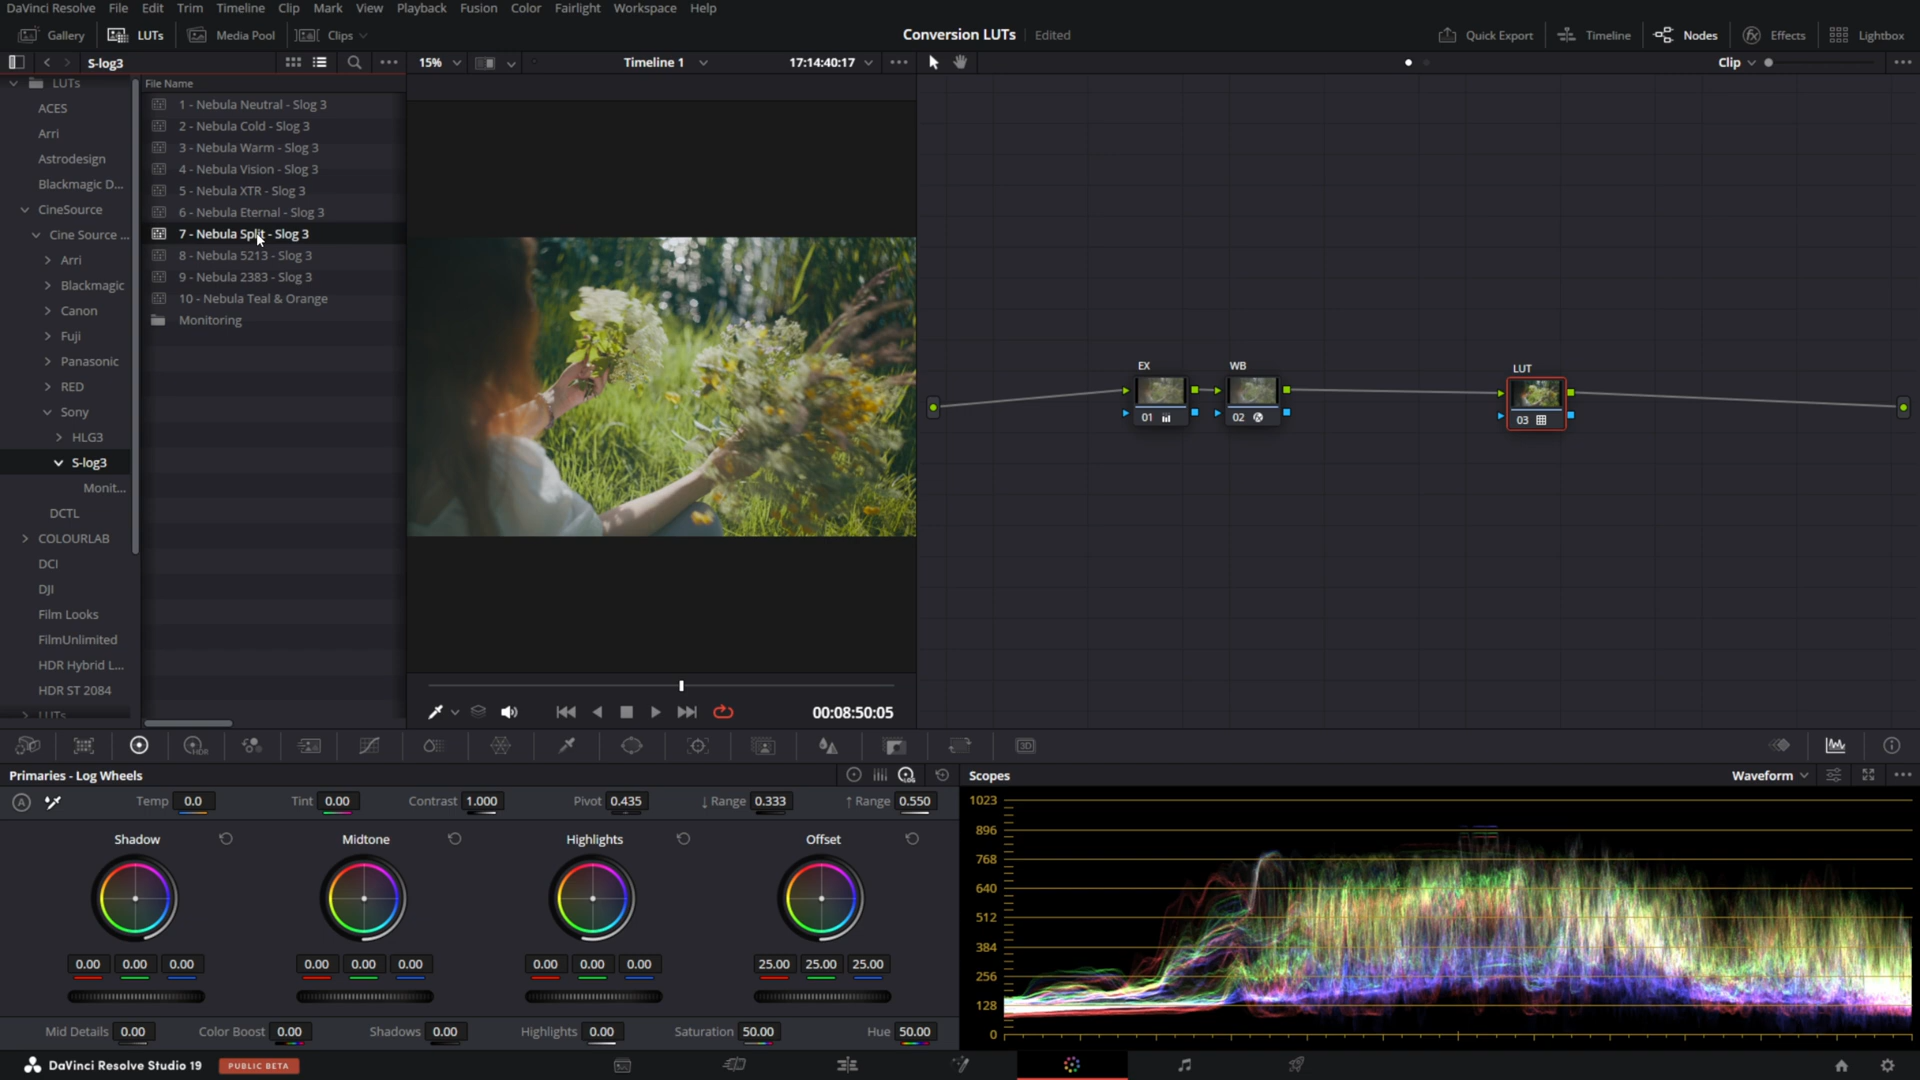 DaVinci Resolve File Edit Trim Timeline Clip Mark View Playback Fusion Color Fairlight Workspace Help
Gallery LUTs Media Pool Clips Conversion LUTs Edited Quick Export Timeline Nodes Effects Lightbox
S-log3 15% Timeline 1 17:14:40:17 Clip
LUTs
ACES
Arri
Astrodesign
Blackmagic D...
CineSource
Cine Source ...
Arri
Blackmagic
Canon
Fuji
Panasonic
RED
Sony
HLG3
S-log3
Monit...
DCTL
COLOURLAB
DCI
DJI
Film Looks
FilmUnlimited
HDR Hybrid L...
HDR ST 2084
LUTs
File Name
1 - Nebula Neutral - Slog 3
2 - Nebula Cold - Slog 3
3 - Nebula Warm - Slog 3
4 - Nebula Vision - Slog 3
5 - Nebula XTR - Slog 3
6 - Nebula Eternal - Slog 3
7 - Nebula Split - Slog 3
8 - Nebula 5213 - Slog 3
9 - Nebula 2383 - Slog 3
10 - Nebula Teal & Orange
Monitoring
00:08:50:05
EX WB LUT
01 02 03
HDR 3D
Primaries - Log Wheels
LOG
A Temp 0.0 Tint 0.00 Contrast 1.000 Pivot 0.435 ↓ Range 0.333 ↑ Range 0.550
Shadow Midtone Highlights Offset
0.00 0.00 0.00 0.00 0.00 0.00 0.00 0.00 0.00 25.00 25.00 25.00
Mid Details 0.00 Color Boost 0.00 Shadows 0.00 Highlights 0.00 Saturation 50.00 Hue 50.00
Scopes Waveform
1023
896
768
640
512
384
256
128
0
DaVinci Resolve Studio 19 PUBLIC BETA